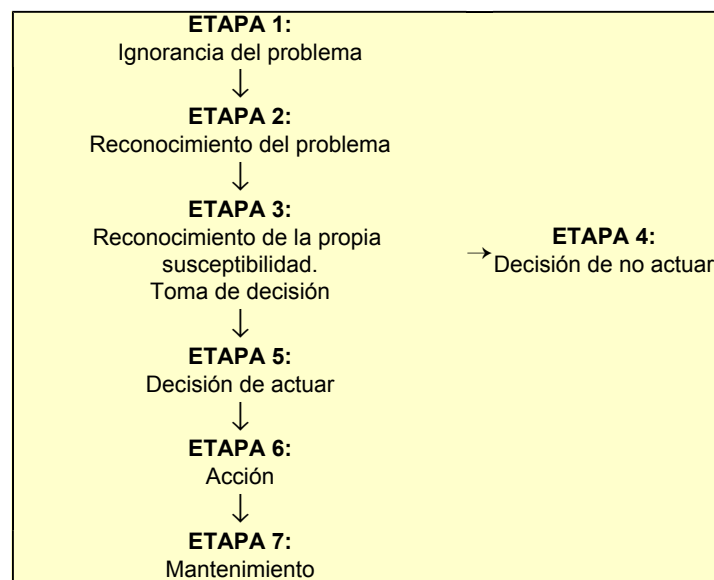 ETAPA 1:
Ignorancia del problema
↓
ETAPA 2:
Reconocimiento del problema
↓
ETAPA 3:
Reconocimiento de la propia
susceptibilidad.
Toma de decisión
→
ETAPA 4:
Decisión de no actuar
↓
ETAPA 5:
Decisión de actuar
↓
ETAPA 6:
Acción
↓
ETAPA 7:
Mantenimiento